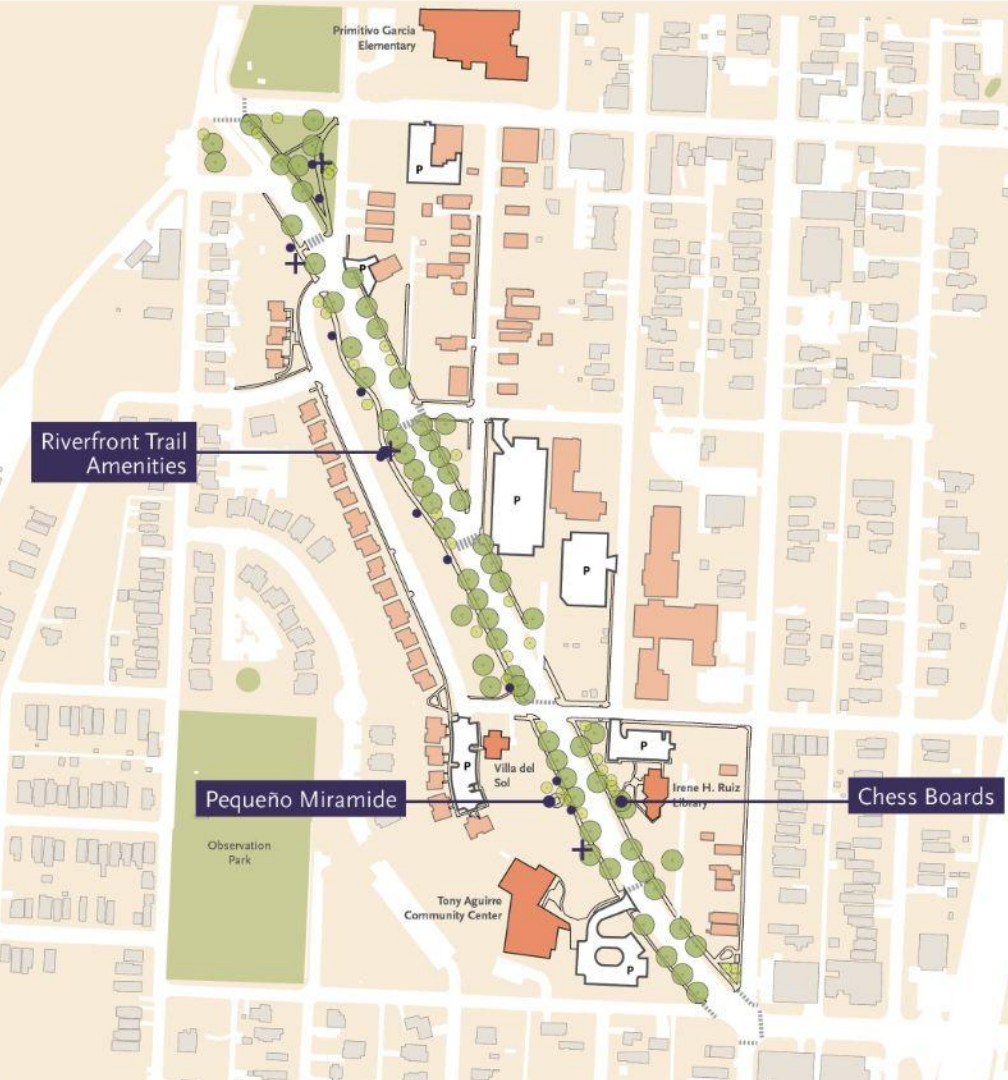 Primitivo Garcia
Elementary
P
P
Riverfront Trail
Amenities
P
P
P
P
Villa del
Sol
Pequeño Miramide
Irene H. Ruiz
Library
Chess Boards
Observation
Park
Tony Aguirre
Community Center
P